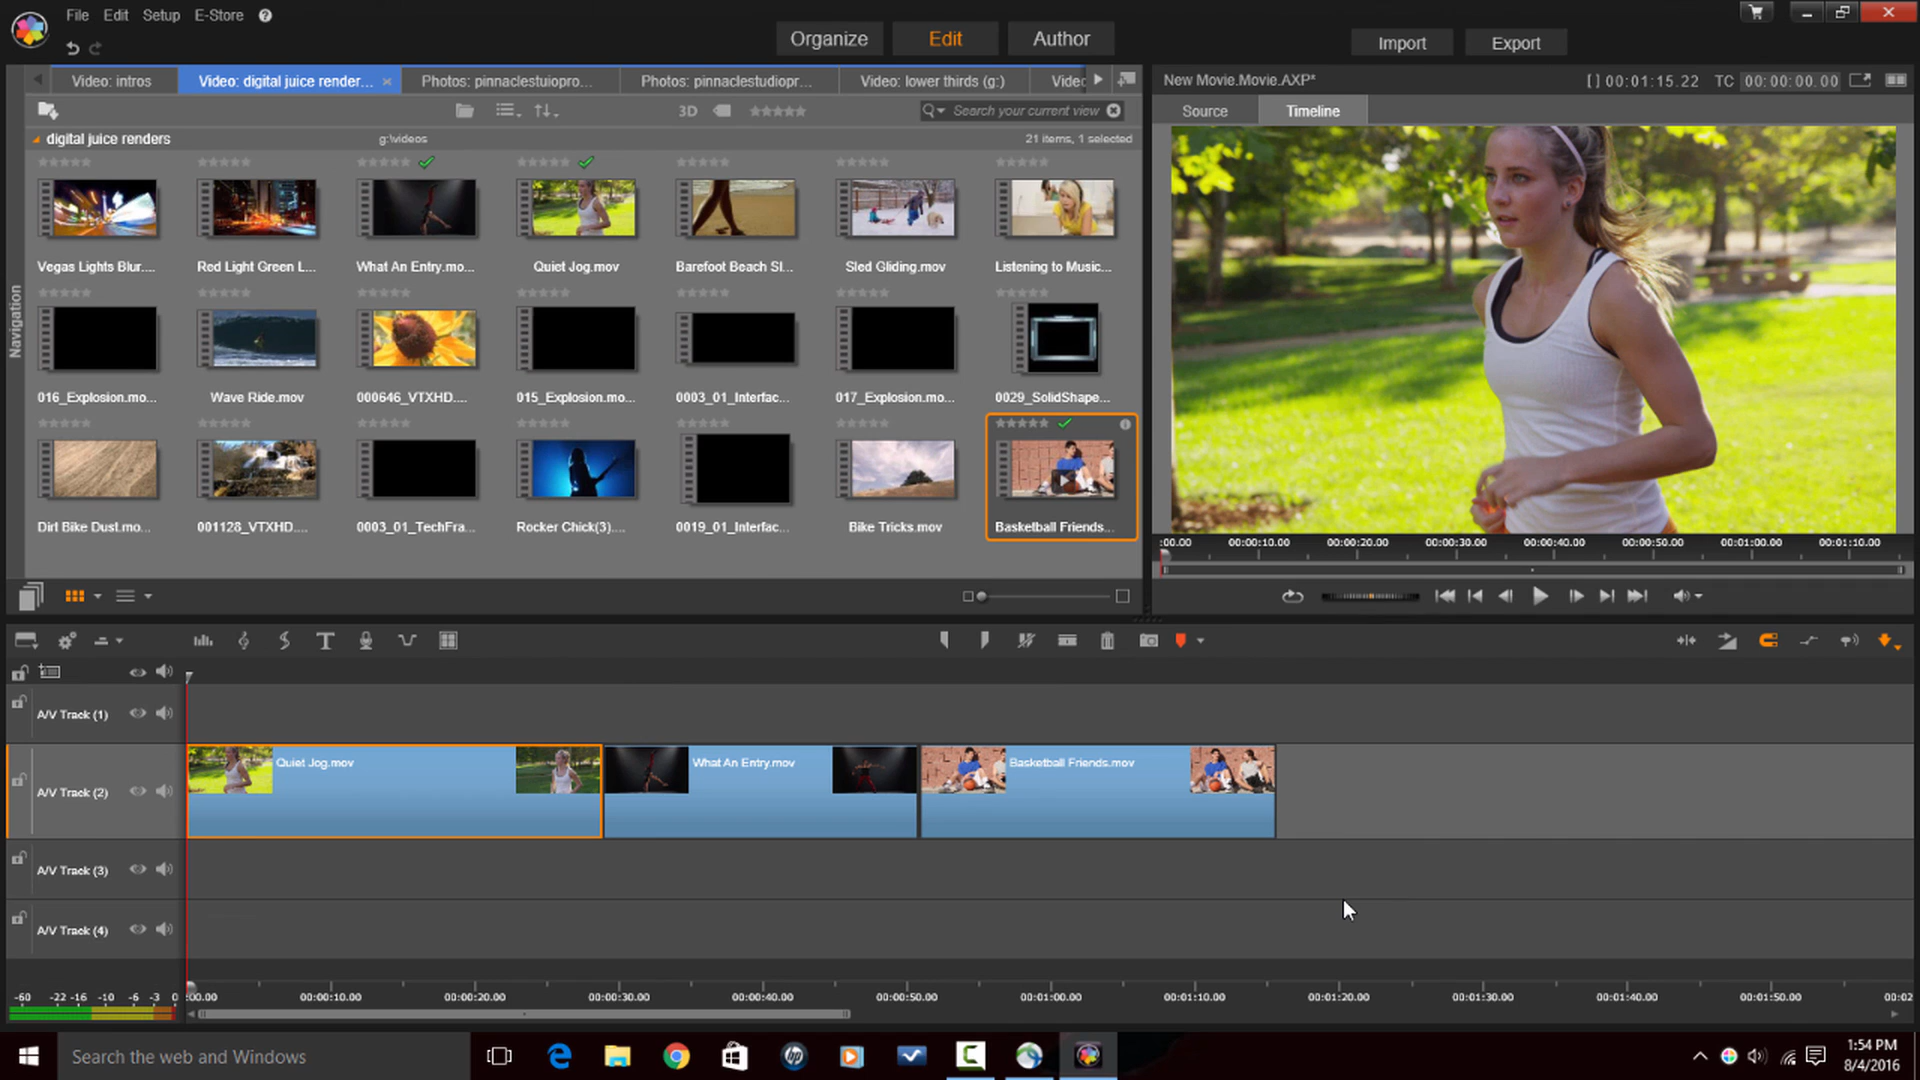 File Edit Setup E-Store ?
Organize Edit Author Import Export
Video: intros Video: digital juice render... × Photos: pinnaclestuiopro... Photos: pinnaclestudiopr... Video: lower thirds (g:)
New Movie.Movie.AXP* [ ] 00:01:15.22 TC 00:00:00.00
3D Search your current view
Source Timeline
digital juice renders g:\videos 21 items, 1 selected
Vegas Lights Blur.... Red Light Green L... What An Entry.mo... Quiet Jog.mov Barefoot Beach Sl... Sled Gliding.mov Listening to Music...
Navigation
016_Explosion.mo... Wave Ride.mov 000646_VTXHD.... 015_Explosion.mo... 0003_01_Interfac... 017_Explosion.mo... 0029_SolidShape...
Dirt Bike Dust.mo... 001128_VTXHD.... 0003_01_TechFra... Rocker Chick(3).... 0019_01_Interfac... Bike Tricks.mov Basketball Friends...
:00.00 00:00:10.00 00:00:20.00 00:00:30.00 00:00:40.00 00:00:50.00 00:01:00.00 00:01:10.00
A/V Track (1)
A/V Track (2) Quiet Jog.mov What An Entry.mov Basketball Friends.mov
A/V Track (3)
A/V Track (4)
-60 -22 -16 -10 -6 -3 0 :00.00 00:00:10.00 00:00:20.00 00:00:30.00 00:00:40.00 00:00:50.00 00:01:00.00 00:01:10.00 00:01:20.00 00:01:30.00 00:01:40.00 00:01:50.00 00:02
Search the web and Windows
1:54 PM
8/4/2016